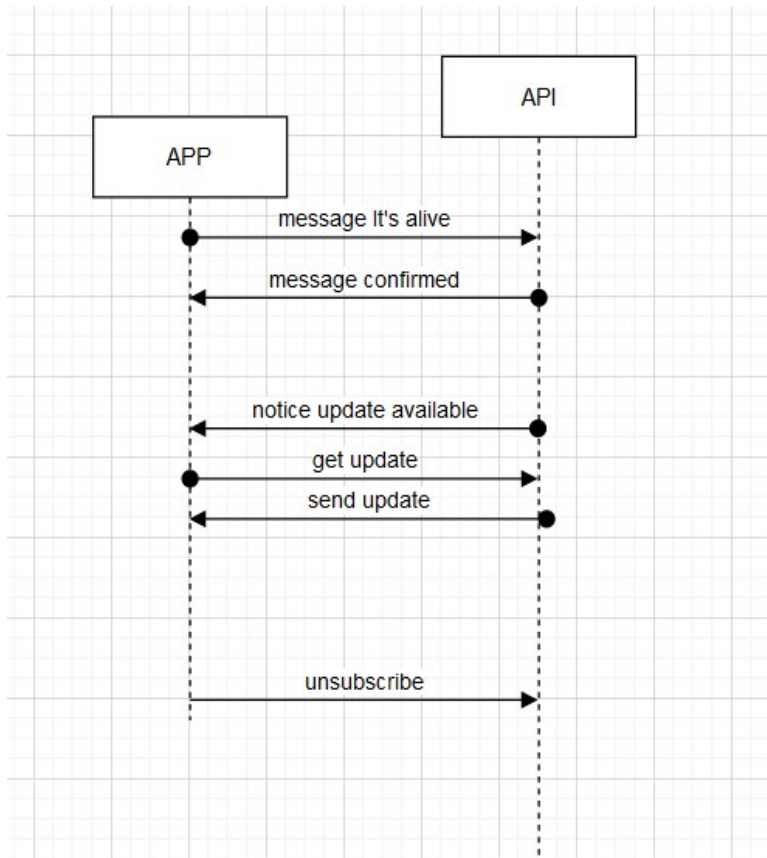 API
APP
message It's alive
message confirmed
notice update available
get update
send update
unsubscribe